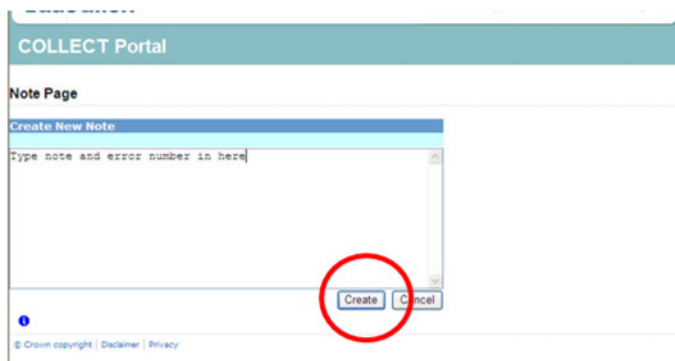 COLLECT Portal
Note Page
Create New Note
Type note and error number in here
Create Cancel
© Crown copyright | Disclaimer | Privacy